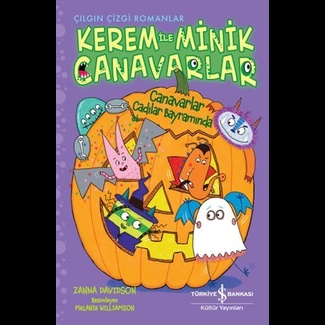 ÇILGIN ÇİZGİ ROMANLAR
KEREM İLE MİNİK
CANAVARLAR
Canavarlar
Cadılar Bayramında
ZANNA DAVIDSON
Resimleyen
MELANIE WILLIAMSON
TÜRKİYE İŞ BANKASI
Kültür Yayınları